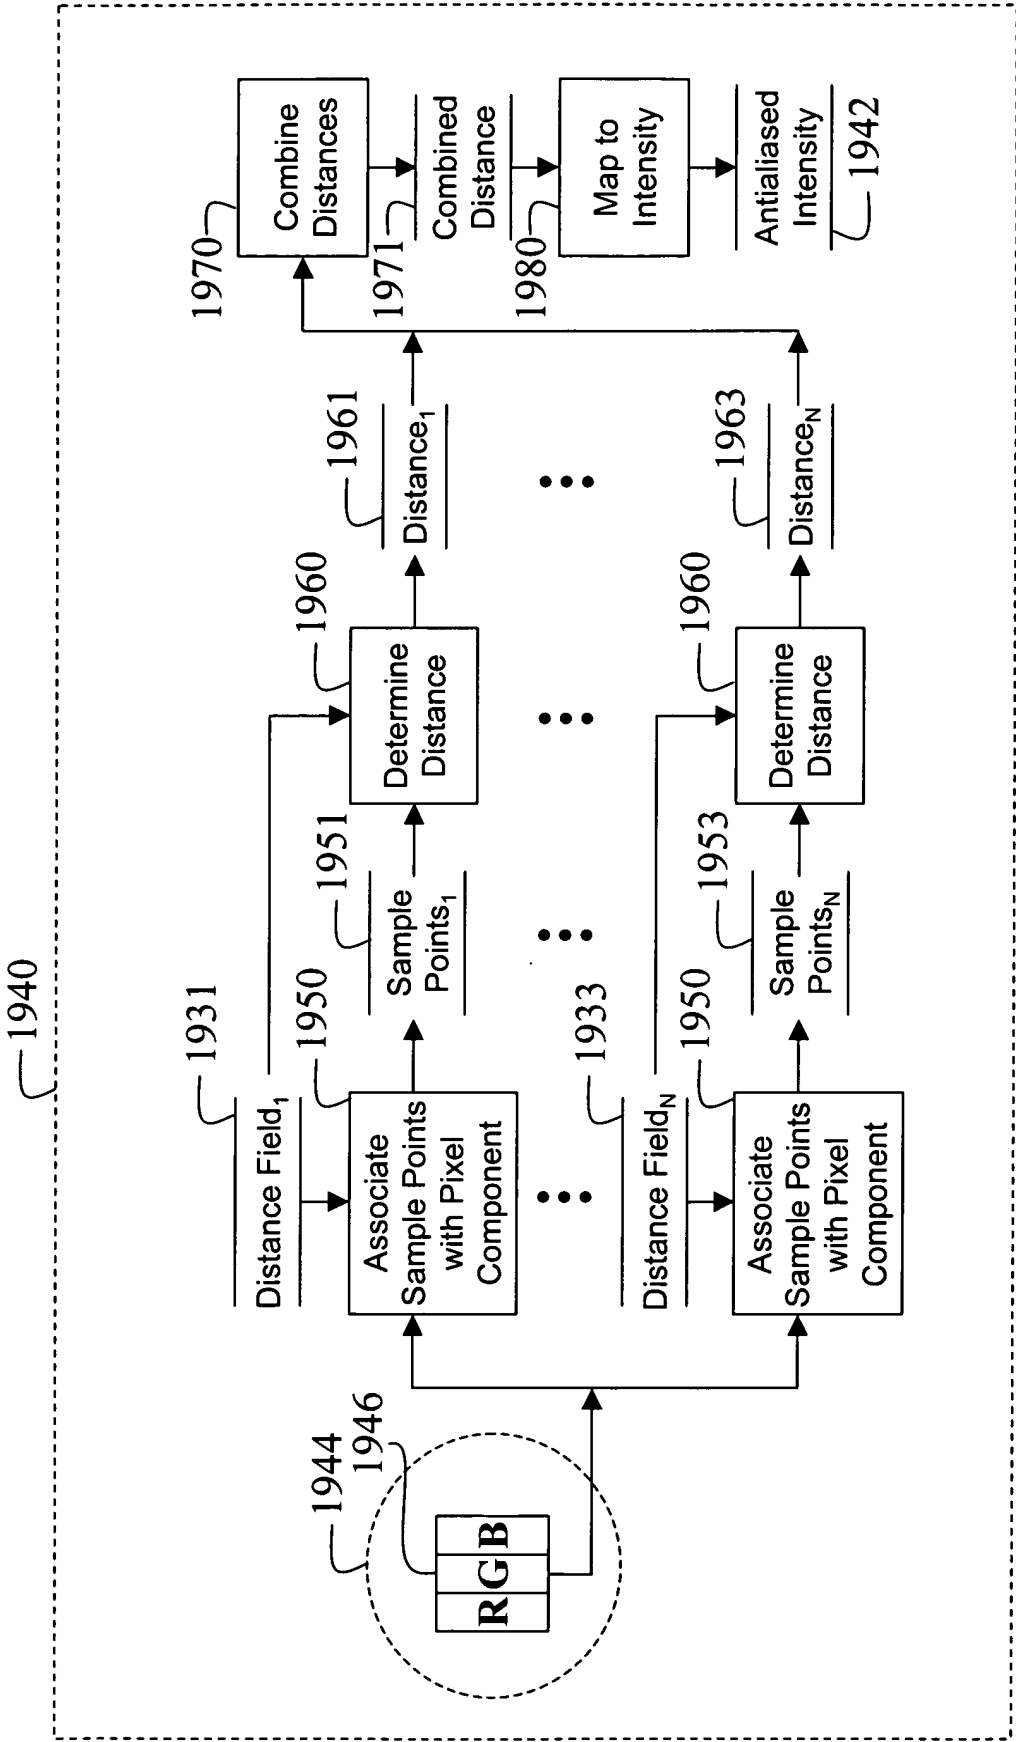 1940
1944
1946
R G B
1931
Distance Field1
1950
Associate
Sample Points
with Pixel
Component
1951
Sample
Points1
1960
Determine
Distance
1961
Distance1
1970
Combine
Distances
1971
Combined
Distance
1980
Map to
Intensity
Antialiased
Intensity
1942
1933
Distance FieldN
1950
Associate
Sample Points
with Pixel
Component
1953
Sample
PointsN
1960
Determine
Distance
1963
DistanceN